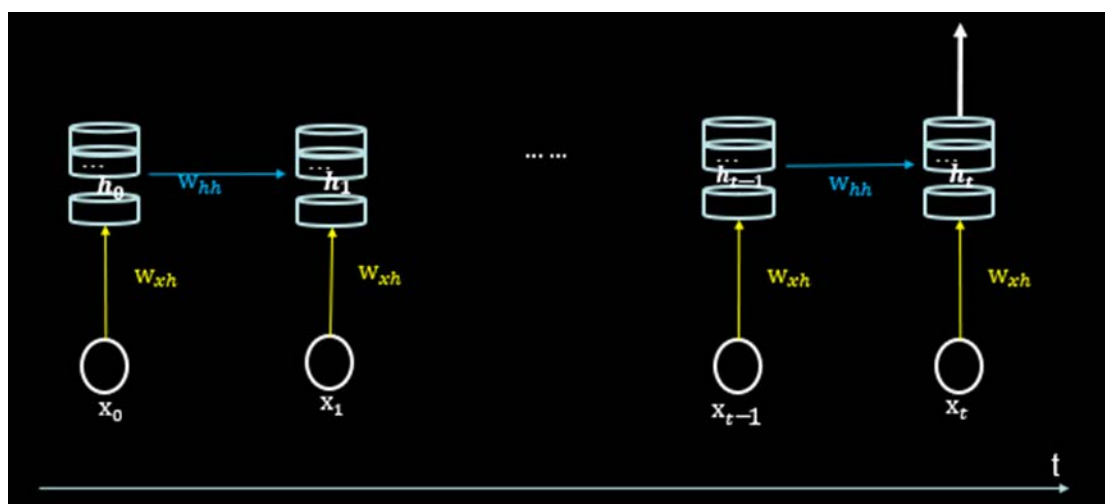 ... ... ... ...
... ...
h₀ W_hh h₁ h_{t−1} W_hh h_t
W_xh W_xh W_xh W_xh
x₀ x₁ x_{t−1} x_t
t